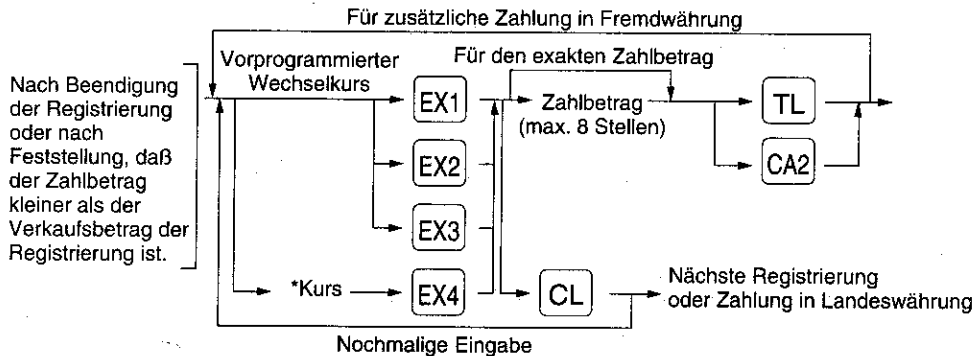 Für zusätzliche Zahlung in Fremdwährung
Vorprogrammierter
Wechselkurs
Für den exakten Zahlbetrag
Nach Beendigung
der Registrierung
oder nach
Feststellung, daß
der Zahlbetrag
kleiner als der
Verkaufsbetrag der
Registrierung ist.
EX1
Zahlbetrag
(max. 8 Stellen)
TL
EX2
CA2
EX3
*Kurs
EX4
CL
Nächste Registrierung
oder Zahlung in Landeswährung
Nochmalige Eingabe